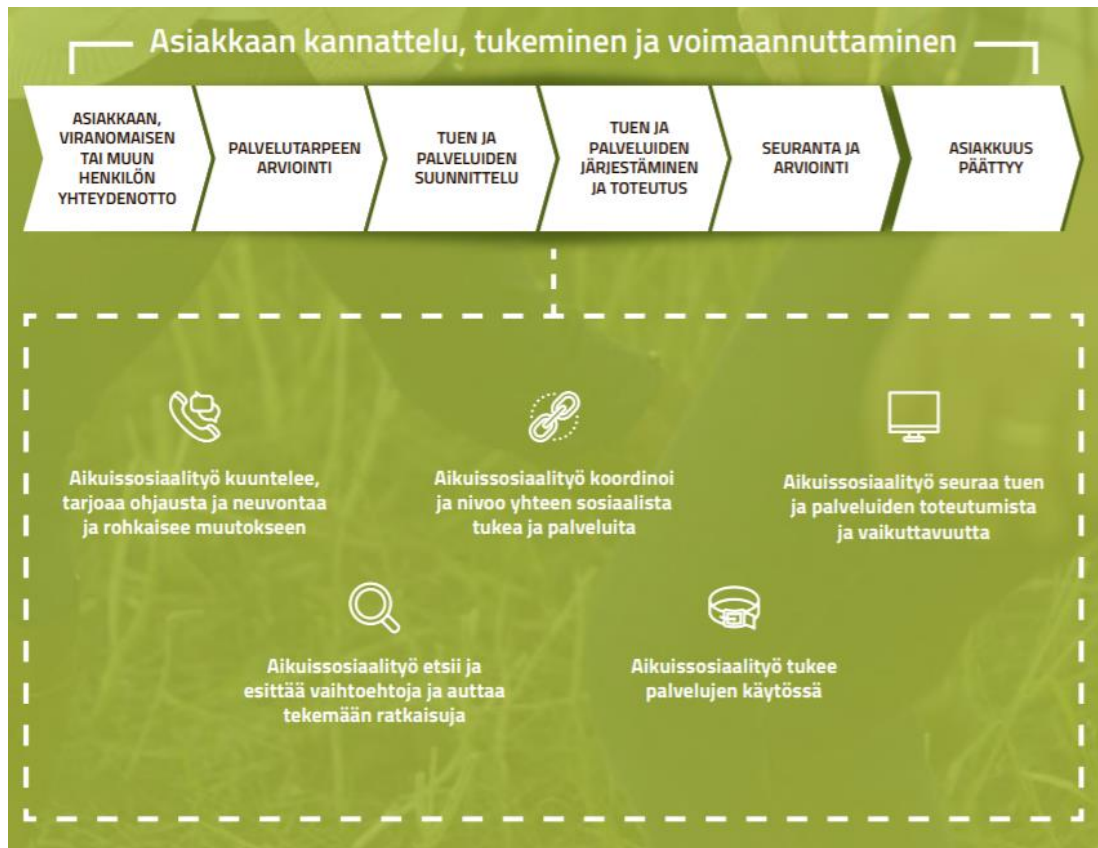 Asiakkaan kannattelu, tukeminen ja voimaannuttaminen
ASIAKKAAN,
VIRANOMAISEN
TAI MUUN
HENKILÖN
YHTEYDENOTTO
PALVELUTARPEEN
ARVIOINTI
TUEN JA
PALVELUIDEN
SUUNNITTELU
TUEN JA
PALVELUIDEN
JÄRJESTÄMINEN
JA TOTEUTUS
SEURANTA JA
ARVIOINTI
ASIAKKUUS
PÄÄTTYY
Aikuissosiaalityö kuuntelee,
tarjoaa ohjausta ja neuvontaa
ja rohkaisee muutokseen
Aikuissosiaalityö koordinoi
ja nivoo yhteen sosiaalista
tukea ja palveluita
Aikuissosiaalityö seuraa tuen
ja palveluiden toteutumista
ja vaikuttavuutta
Aikuissosiaalityö etsii ja
esittää vaihtoehtoja ja auttaa
tekemään ratkaisuja
Aikuissosiaalityö tukee
palvelujen käytössä